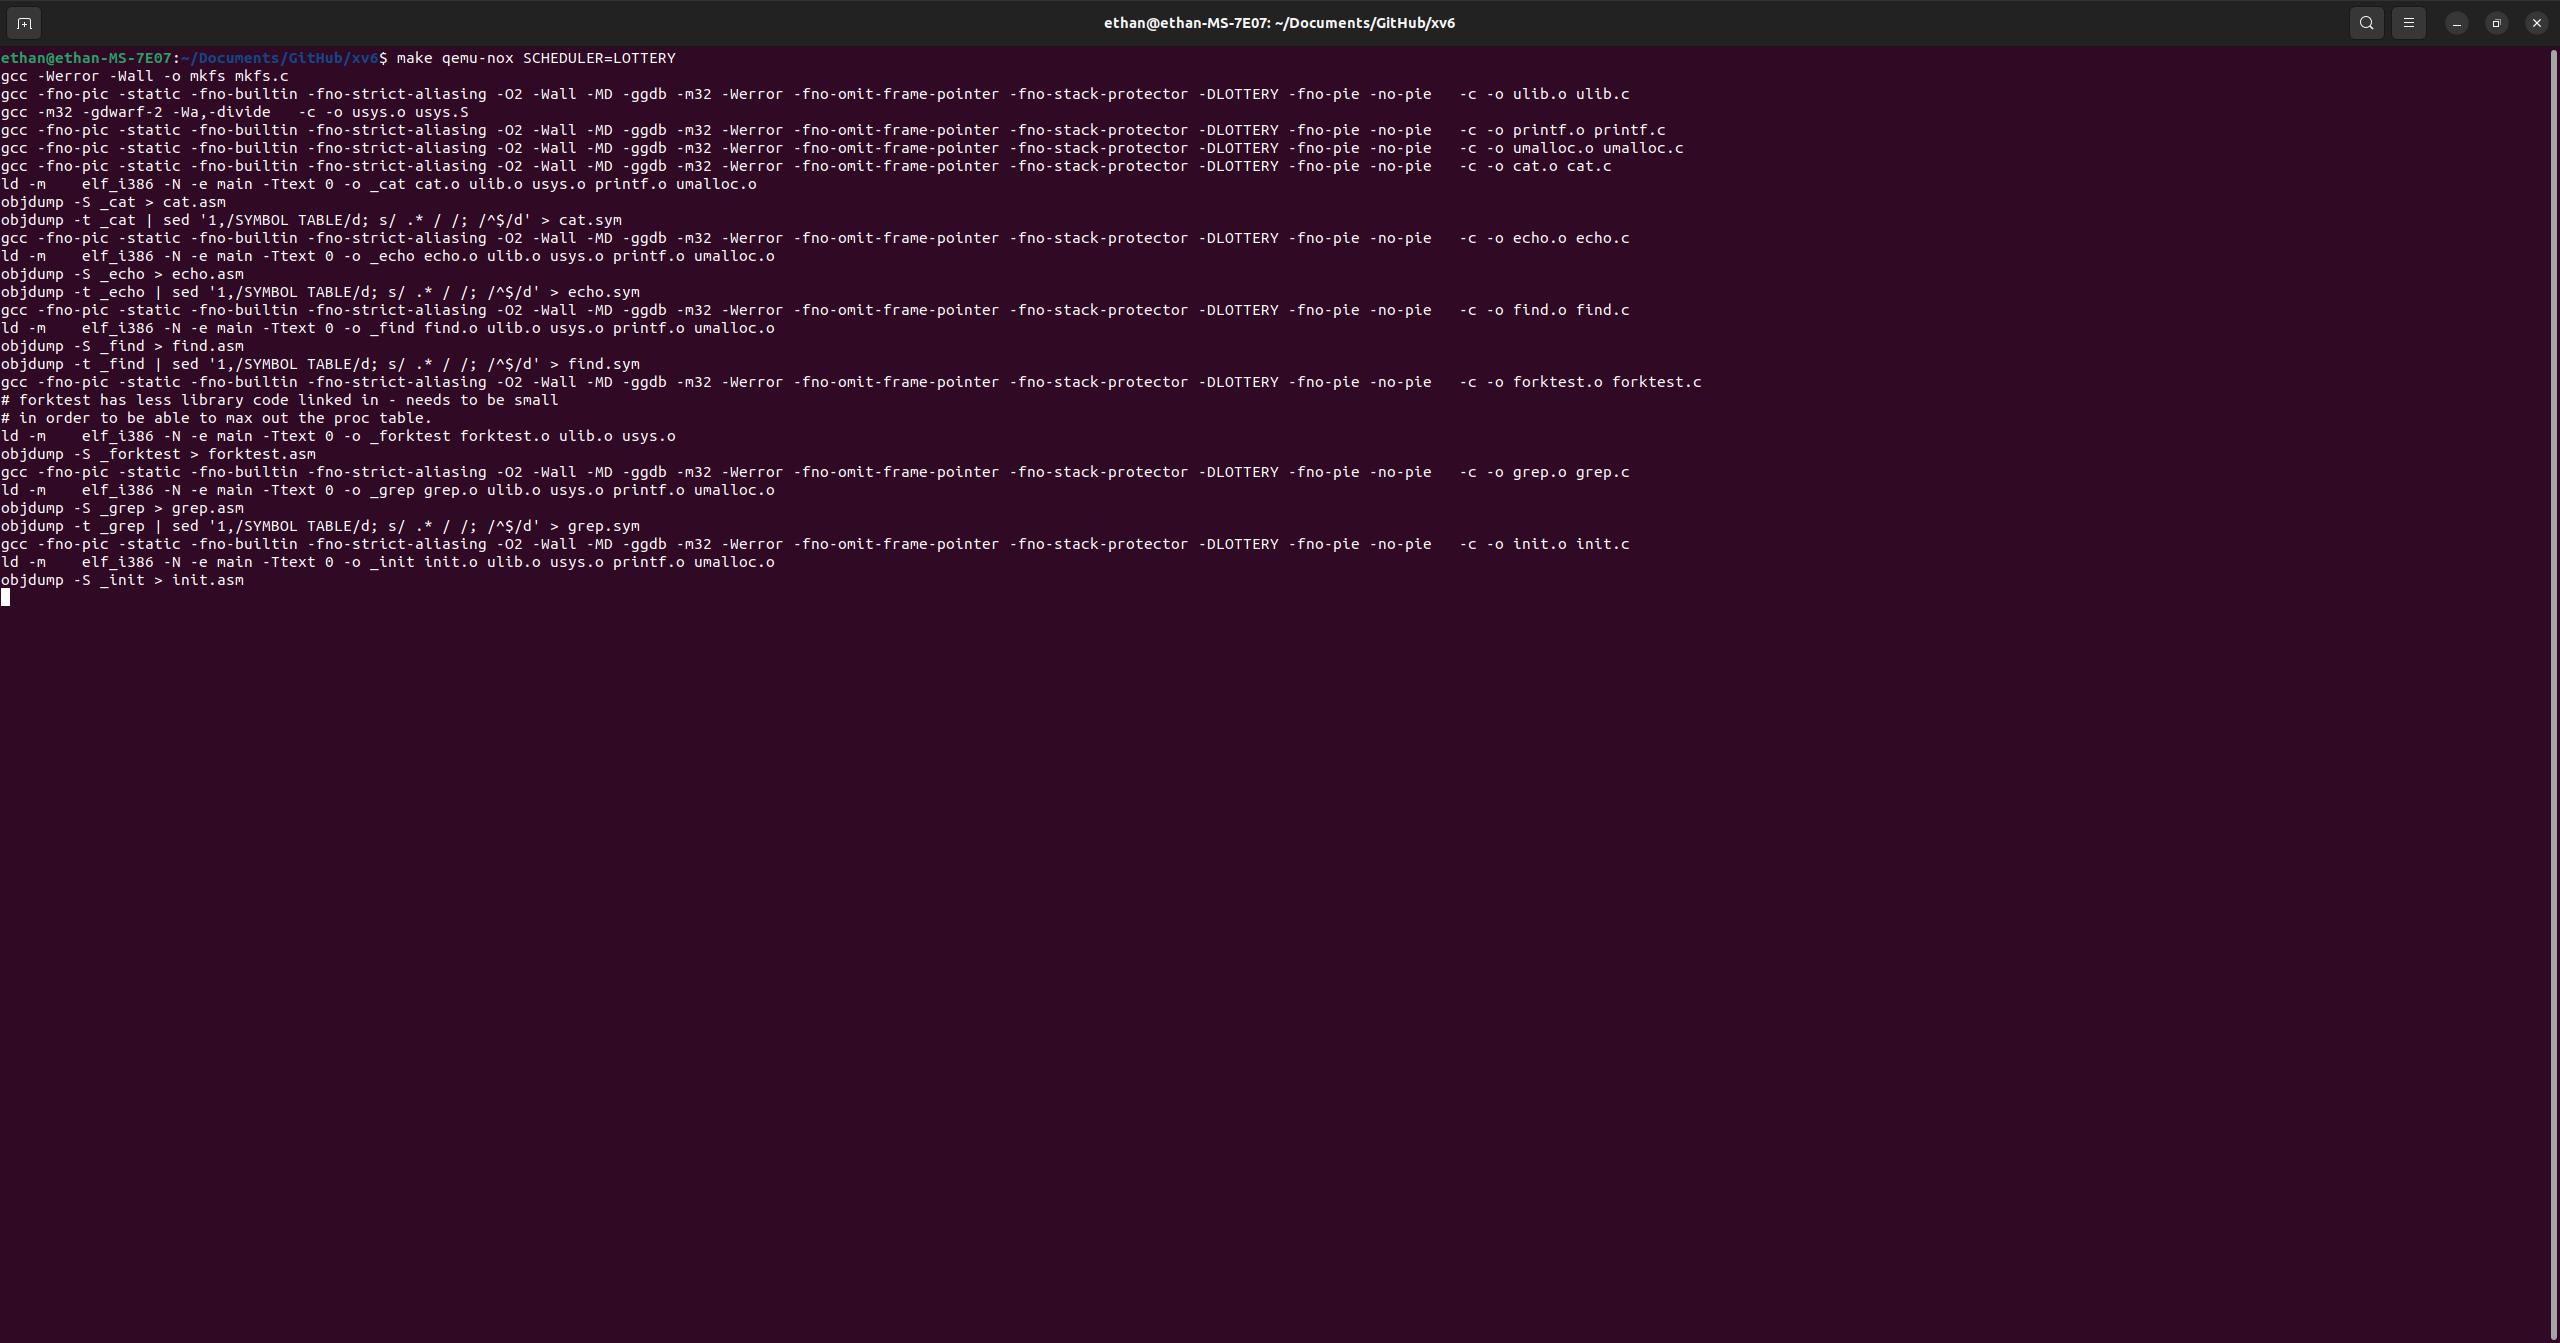 ethan@ethan-MS-7E07: ~/Documents/GitHub/xv6
ethan@ethan-MS-7E07:~/Documents/GitHub/xv6$ make qemu-nox SCHEDULER=LOTTERY
gcc -Werror -Wall -o mkfs mkfs.c
gcc -fno-pic -static -fno-builtin -fno-strict-aliasing -O2 -Wall -MD -ggdb -m32 -Werror -fno-omit-frame-pointer -fno-stack-protector -DLOTTERY -fno-pie -no-pie   -c -o ulib.o ulib.c
gcc -m32 -gdwarf-2 -Wa,-divide   -c -o usys.o usys.S
gcc -fno-pic -static -fno-builtin -fno-strict-aliasing -O2 -Wall -MD -ggdb -m32 -Werror -fno-omit-frame-pointer -fno-stack-protector -DLOTTERY -fno-pie -no-pie   -c -o printf.o printf.c
gcc -fno-pic -static -fno-builtin -fno-strict-aliasing -O2 -Wall -MD -ggdb -m32 -Werror -fno-omit-frame-pointer -fno-stack-protector -DLOTTERY -fno-pie -no-pie   -c -o umalloc.o umalloc.c
gcc -fno-pic -static -fno-builtin -fno-strict-aliasing -O2 -Wall -MD -ggdb -m32 -Werror -fno-omit-frame-pointer -fno-stack-protector -DLOTTERY -fno-pie -no-pie   -c -o cat.o cat.c
ld -m    elf_i386 -N -e main -Ttext 0 -o _cat cat.o ulib.o usys.o printf.o umalloc.o
objdump -S _cat > cat.asm
objdump -t _cat | sed '1,/SYMBOL TABLE/d; s/ .* / /; /^$/d' > cat.sym
gcc -fno-pic -static -fno-builtin -fno-strict-aliasing -O2 -Wall -MD -ggdb -m32 -Werror -fno-omit-frame-pointer -fno-stack-protector -DLOTTERY -fno-pie -no-pie   -c -o echo.o echo.c
ld -m    elf_i386 -N -e main -Ttext 0 -o _echo echo.o ulib.o usys.o printf.o umalloc.o
objdump -S _echo > echo.asm
objdump -t _echo | sed '1,/SYMBOL TABLE/d; s/ .* / /; /^$/d' > echo.sym
gcc -fno-pic -static -fno-builtin -fno-strict-aliasing -O2 -Wall -MD -ggdb -m32 -Werror -fno-omit-frame-pointer -fno-stack-protector -DLOTTERY -fno-pie -no-pie   -c -o find.o find.c
ld -m    elf_i386 -N -e main -Ttext 0 -o _find find.o ulib.o usys.o printf.o umalloc.o
objdump -S _find > find.asm
objdump -t _find | sed '1,/SYMBOL TABLE/d; s/ .* / /; /^$/d' > find.sym
gcc -fno-pic -static -fno-builtin -fno-strict-aliasing -O2 -Wall -MD -ggdb -m32 -Werror -fno-omit-frame-pointer -fno-stack-protector -DLOTTERY -fno-pie -no-pie   -c -o forktest.o forktest.c
# forktest has less library code linked in - needs to be small
# in order to be able to max out the proc table.
ld -m    elf_i386 -N -e main -Ttext 0 -o _forktest forktest.o ulib.o usys.o
objdump -S _forktest > forktest.asm
gcc -fno-pic -static -fno-builtin -fno-strict-aliasing -O2 -Wall -MD -ggdb -m32 -Werror -fno-omit-frame-pointer -fno-stack-protector -DLOTTERY -fno-pie -no-pie   -c -o grep.o grep.c
ld -m    elf_i386 -N -e main -Ttext 0 -o _grep grep.o ulib.o usys.o printf.o umalloc.o
objdump -S _grep > grep.asm
objdump -t _grep | sed '1,/SYMBOL TABLE/d; s/ .* / /; /^$/d' > grep.sym
gcc -fno-pic -static -fno-builtin -fno-strict-aliasing -O2 -Wall -MD -ggdb -m32 -Werror -fno-omit-frame-pointer -fno-stack-protector -DLOTTERY -fno-pie -no-pie   -c -o init.o init.c
ld -m    elf_i386 -N -e main -Ttext 0 -o _init init.o ulib.o usys.o printf.o umalloc.o
objdump -S _init > init.asm